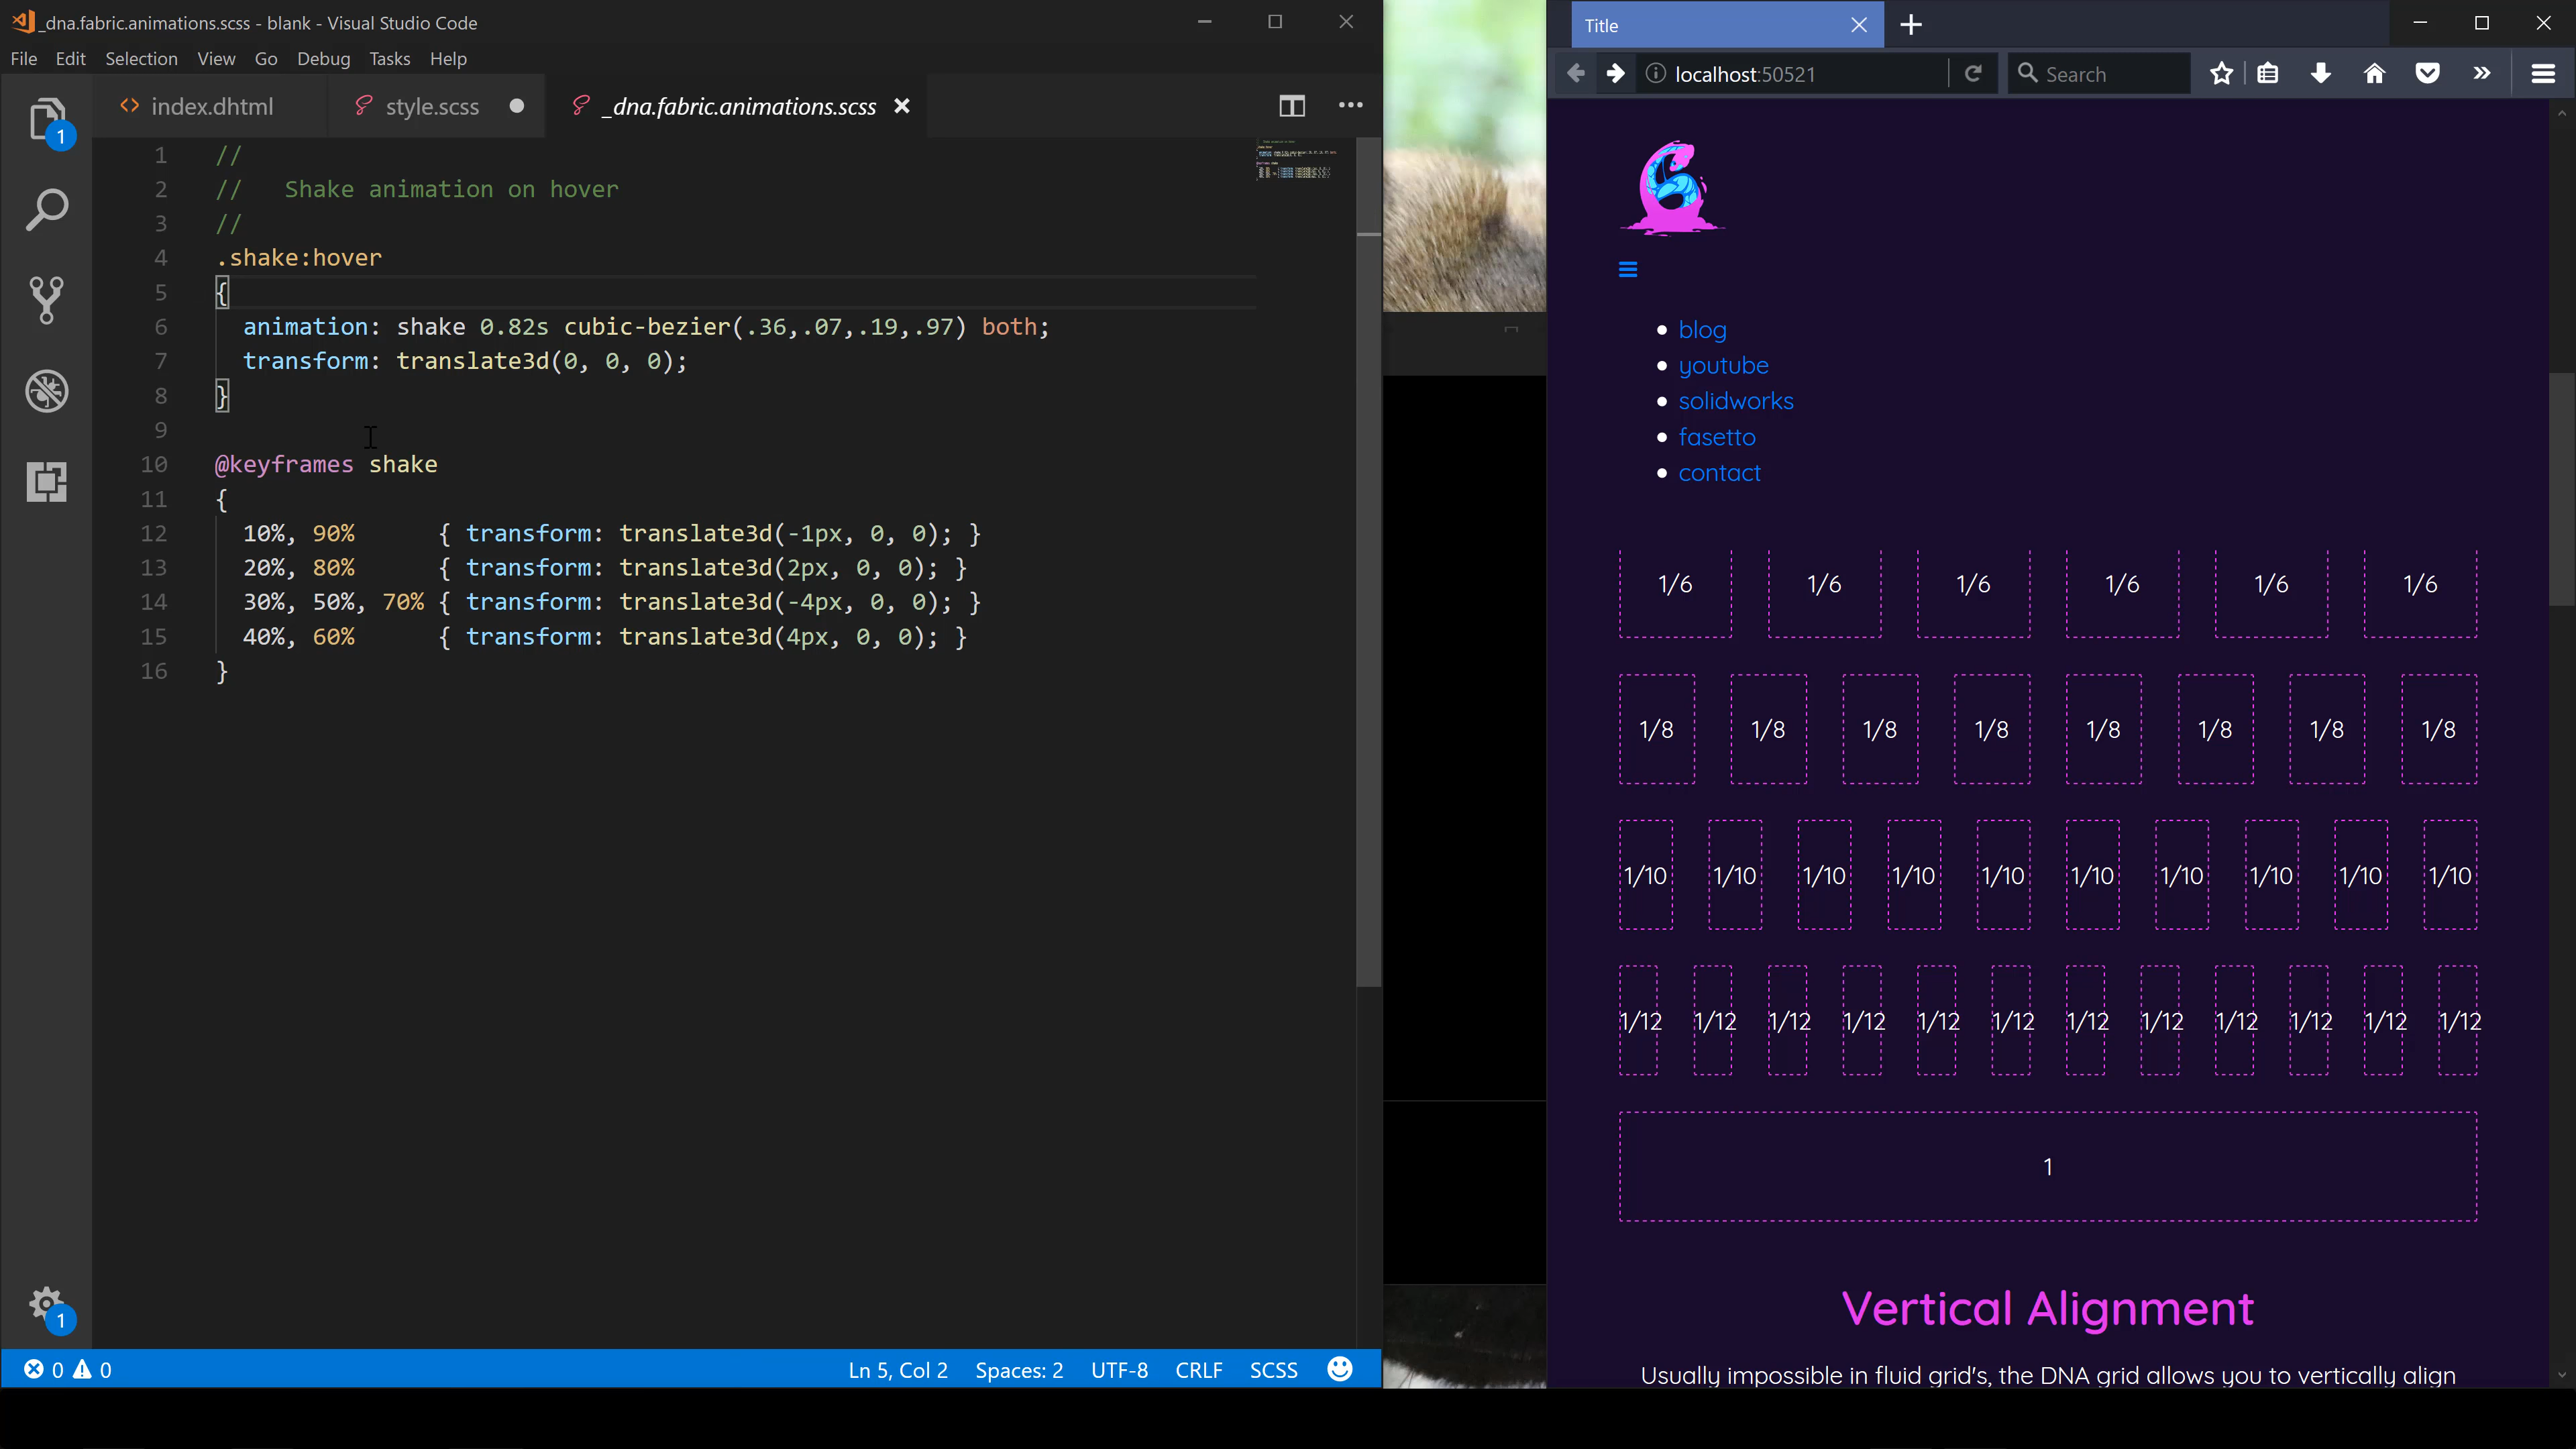 _dna.fabric.animations.scss - blank - Visual Studio Code
File Edit Selection View Go Debug Tasks Help
index.dhtml style.scss _dna.fabric.animations.scss
1 //
2 // Shake animation on hover
3 //
4 .shake:hover
5 {
6 animation: shake 0.82s cubic-bezier(.36,.07,.19,.97) both;
7 transform: translate3d(0, 0, 0);
8 }
9
10 @keyframes shake
11 {
12 10%, 90% { transform: translate3d(-1px, 0, 0); }
13 20%, 80% { transform: translate3d(2px, 0, 0); }
14 30%, 50%, 70% { transform: translate3d(-4px, 0, 0); }
15 40%, 60% { transform: translate3d(4px, 0, 0); }
16 }
1
1
0 0 Ln 5, Col 2 Spaces: 2 UTF-8 CRLF SCSS
Title
localhost:50521 Search
blog
youtube
solidworks
fasetto
contact
1/6 1/6 1/6 1/6 1/6 1/6
1/8 1/8 1/8 1/8 1/8 1/8 1/8 1/8
1/10 1/10 1/10 1/10 1/10 1/10 1/10 1/10 1/10 1/10
1/12 1/12 1/12 1/12 1/12 1/12 1/12 1/12 1/12 1/12 1/12 1/12
1
Vertical Alignment
Usually impossible in fluid grid's, the DNA grid allows you to vertically align